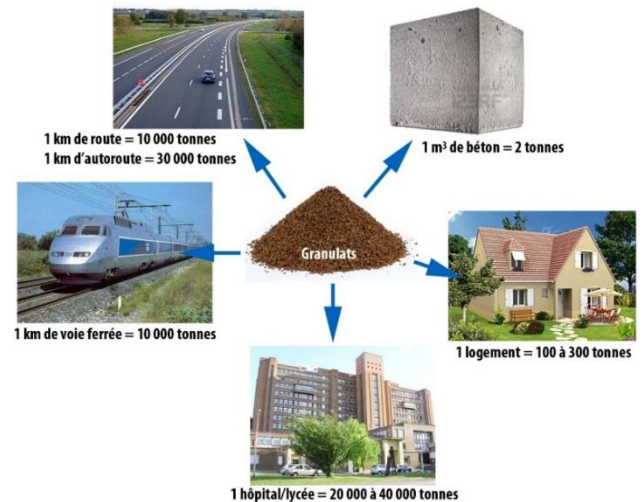 1 km de route = 10 000 tonnes
1 km d'autoroute = 30 000 tonnes
1 m³ de béton = 2 tonnes
Granulats
1 km de voie ferrée = 10 000 tonnes
1 logement = 100 à 300 tonnes
1 hôpital/lycée = 20 000 à 40 000 tonnes